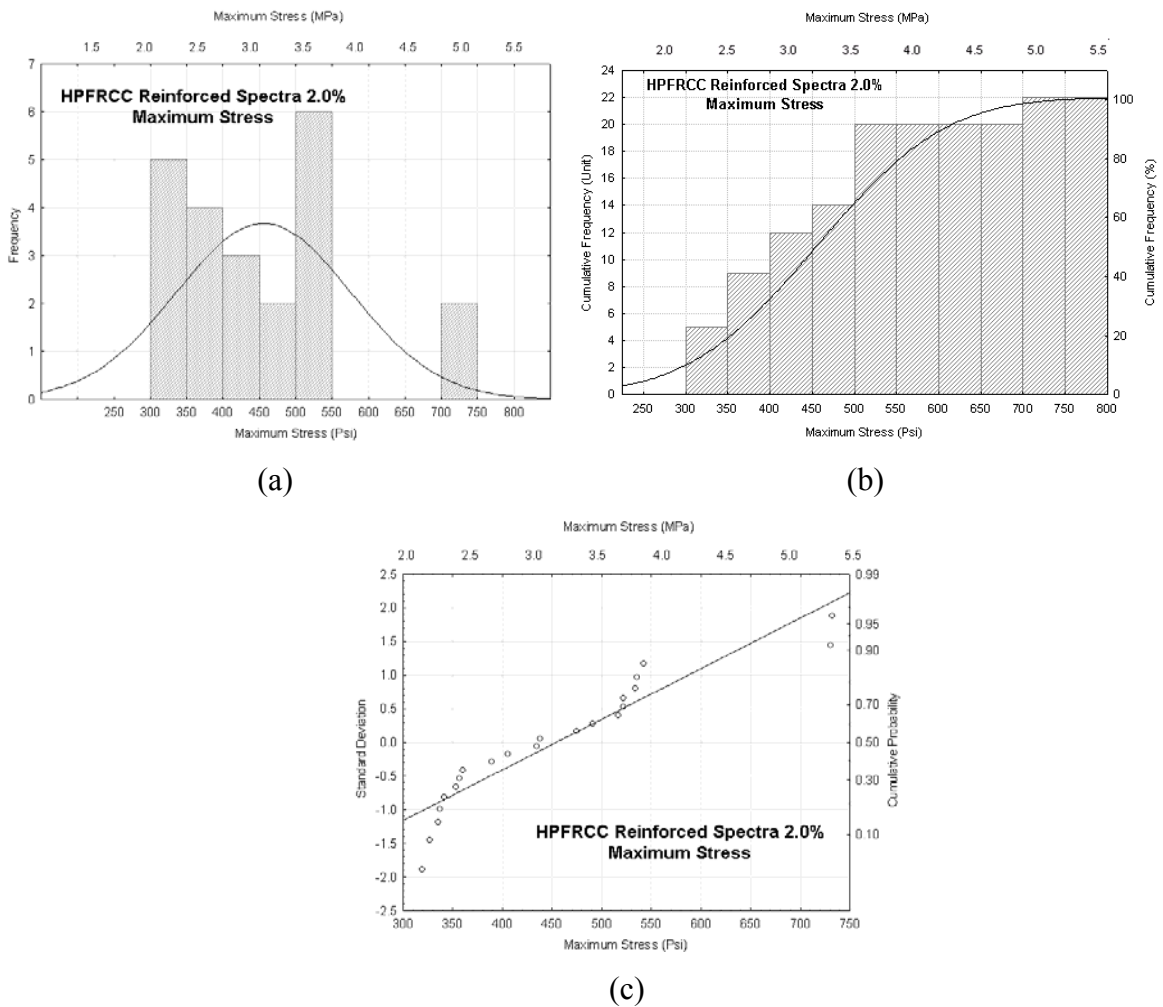 Maximum Stress (MPa)
1.5 2.0 2.5 3.0 3.5 4.0 4.5 5.0 5.5
7
HPFRCC Reinforced Spectra 2.0%
Maximum Stress
6
5
4
3
2
1
0
Frequency
250 300 350 400 450 500 550 600 650 700 750 800
Maximum Stress (Psi)
(a)
Maximum Stress (MPa)
2.0 2.5 3.0 3.5 4.0 4.5 5.0 5.5
24
HPFRCC Reinforced Spectra 2.0%
Maximum Stress
22
20
18
16
14
12
10
8
6
4
2
0
Cumulative Frequency (Unit)
100
80
60
40
20
0
Cumulative Frequency (%)
250 300 350 400 450 500 550 600 650 700 750 800
Maximum Stress (Psi)
(b)
Maximum Stress (MPa)
2.0 2.5 3.0 3.5 4.0 4.5 5.0 5.5
2.5
2.0
1.5
1.0
0.5
0.0
-0.5
-1.0
-1.5
-2.0
-2.5
Standard Deviation
0.99
0.95
0.90
0.70
0.50
0.30
0.10
Cumulative Probability
HPFRCC Reinforced Spectra 2.0%
Maximum Stress
300 350 400 450 500 550 600 650 700 750
Maximum Stress (Psi)
(c)